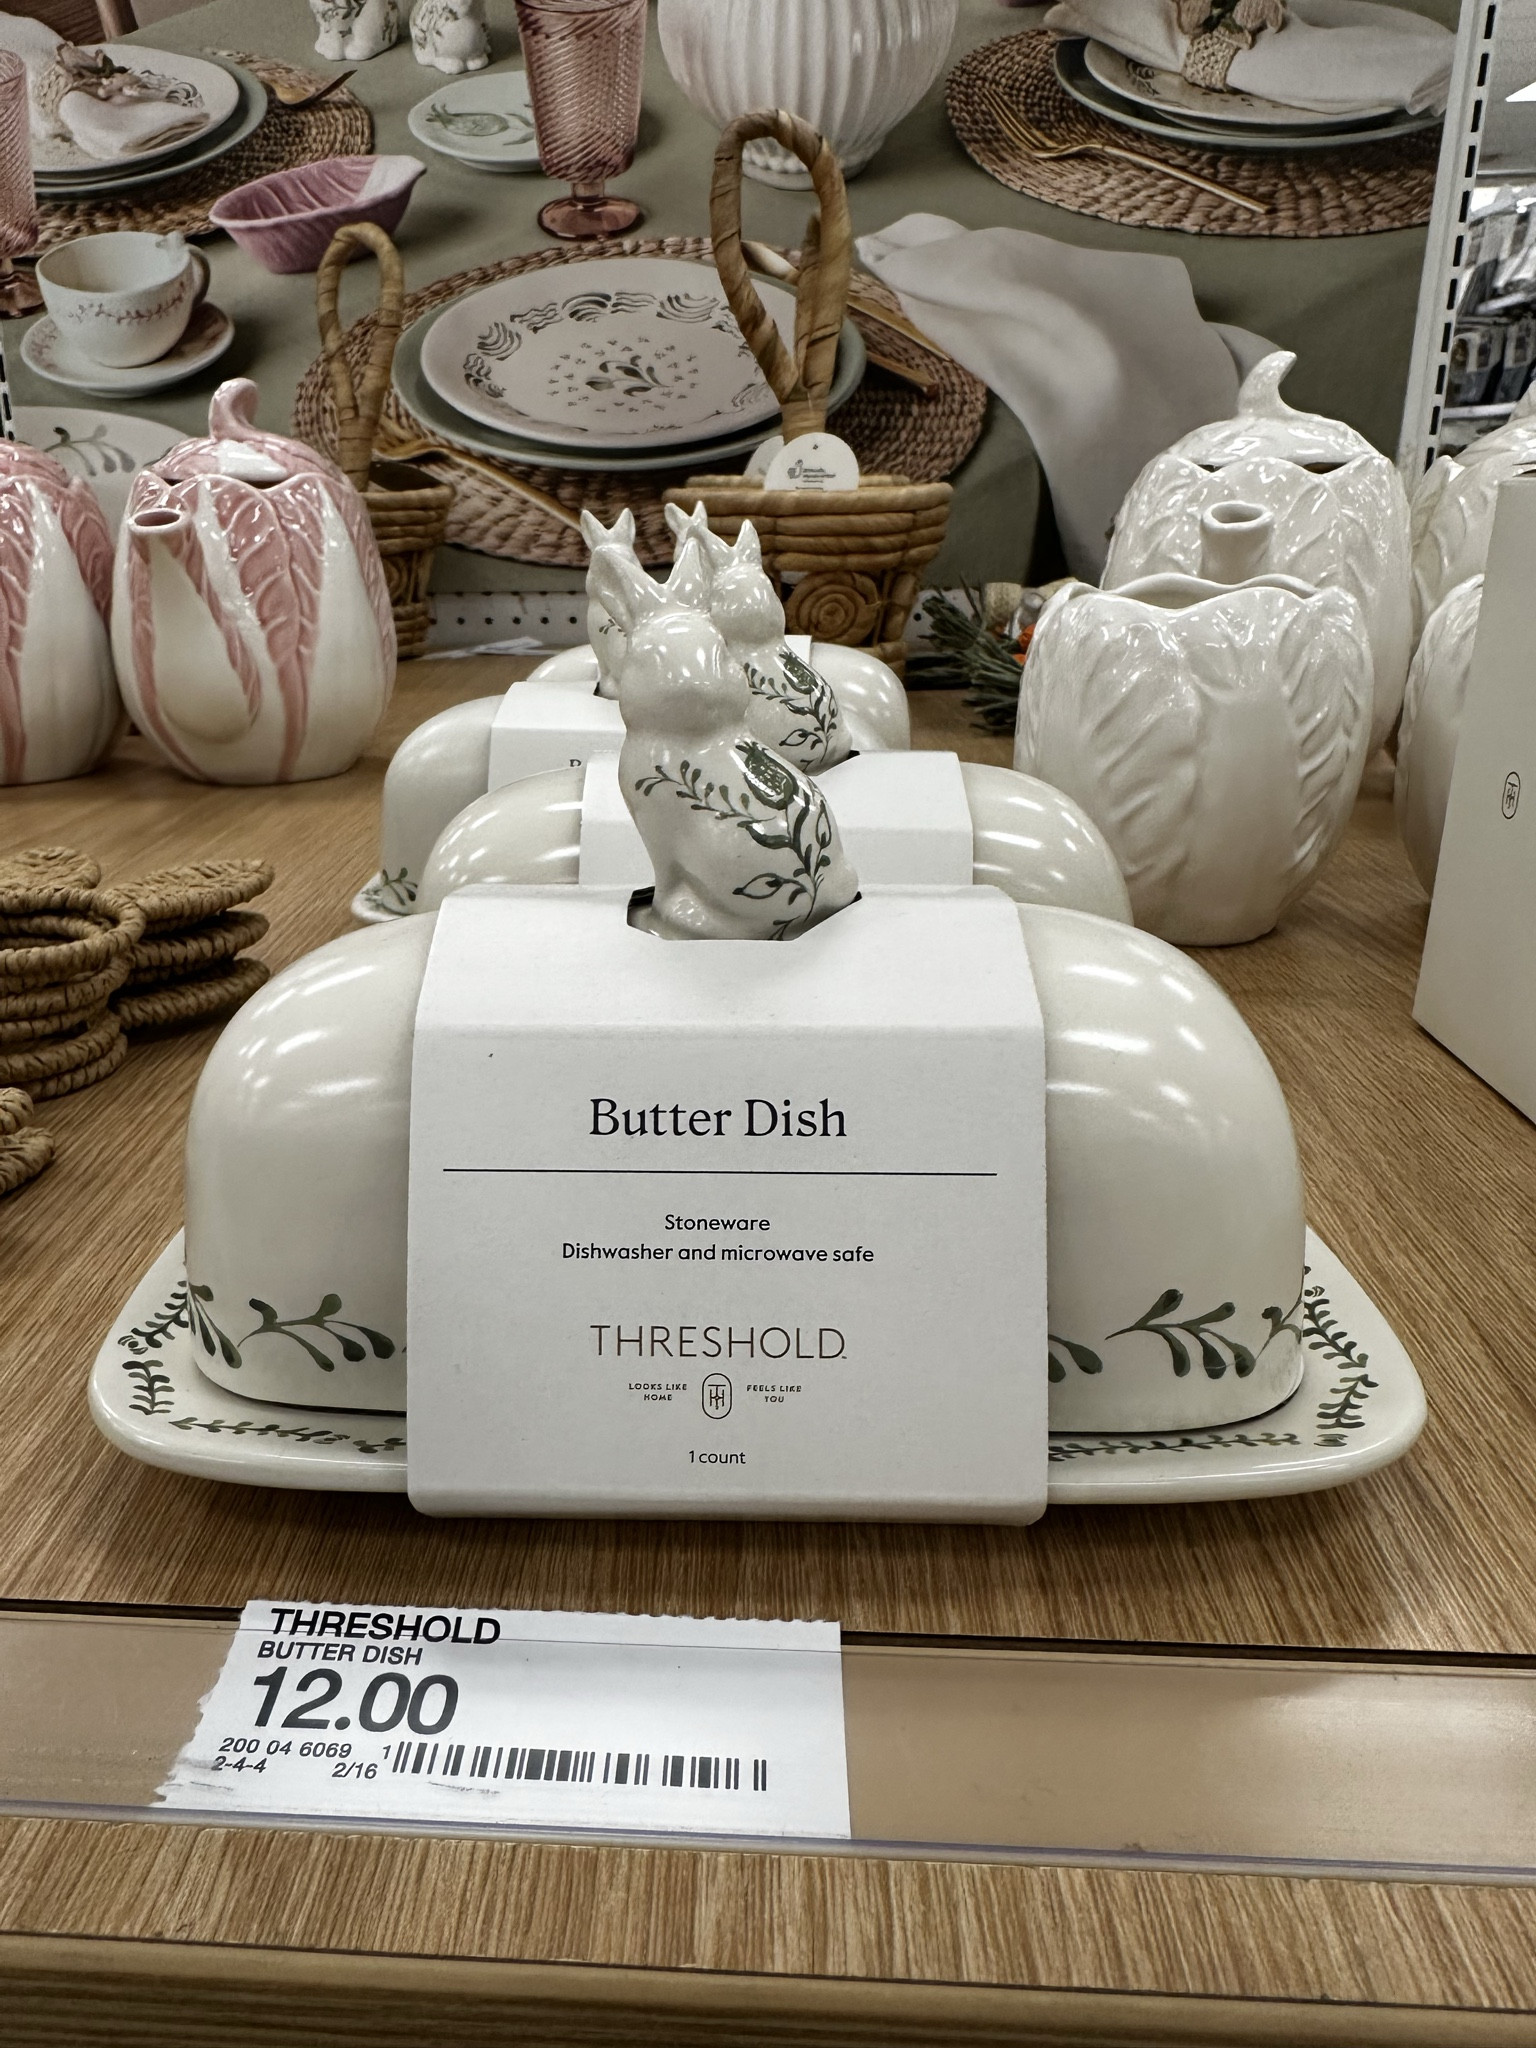 Butter Dish
Stoneware
Dishwasher and microwave safe
THRESHOLD
LOOKS LIKE HOME
FEELS LIKE YOU
1 count
THRESHOLD
BUTTER DISH
12.00
200 04 6069 1
2-4-4 2/16